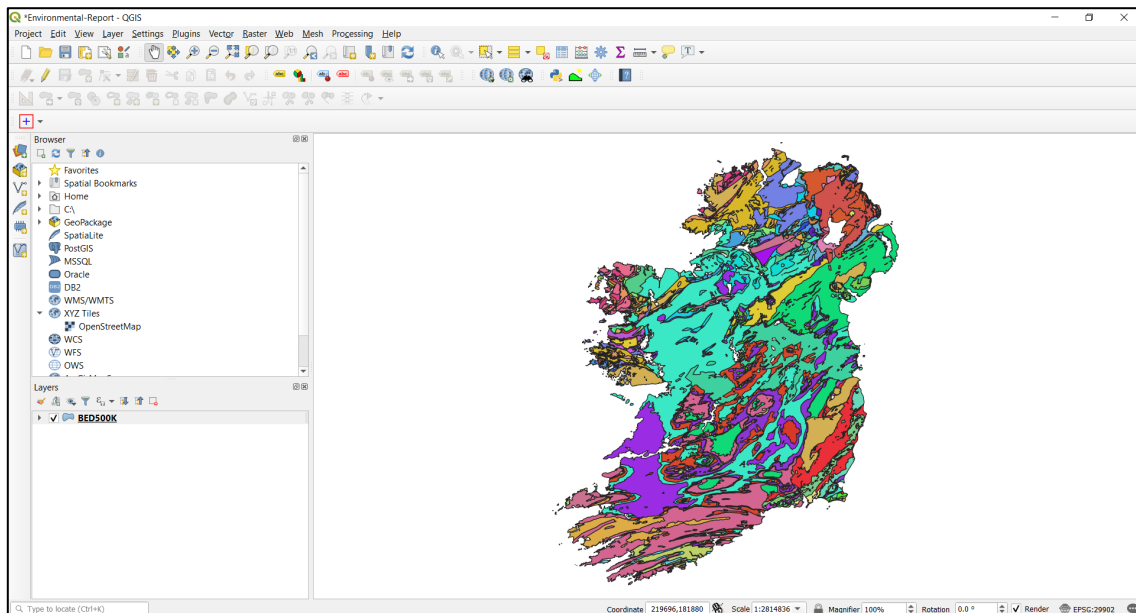 *Environmental-Report - QGIS
Project Edit View Layer Settings Plugins Vector Raster Web Mesh Processing Help
Browser
Favorites
Spatial Bookmarks
Home
C:\
GeoPackage
SpatiaLite
PostGIS
MSSQL
Oracle
DB2
WMS/WMTS
XYZ Tiles
OpenStreetMap
WCS
WFS
OWS
Layers
BED500K
Type to locate (Ctrl+K)
Coordinate 219696,181880 Scale 1:2814836 Magnifier 100% Rotation 0.0 ° Render EPSG:29902